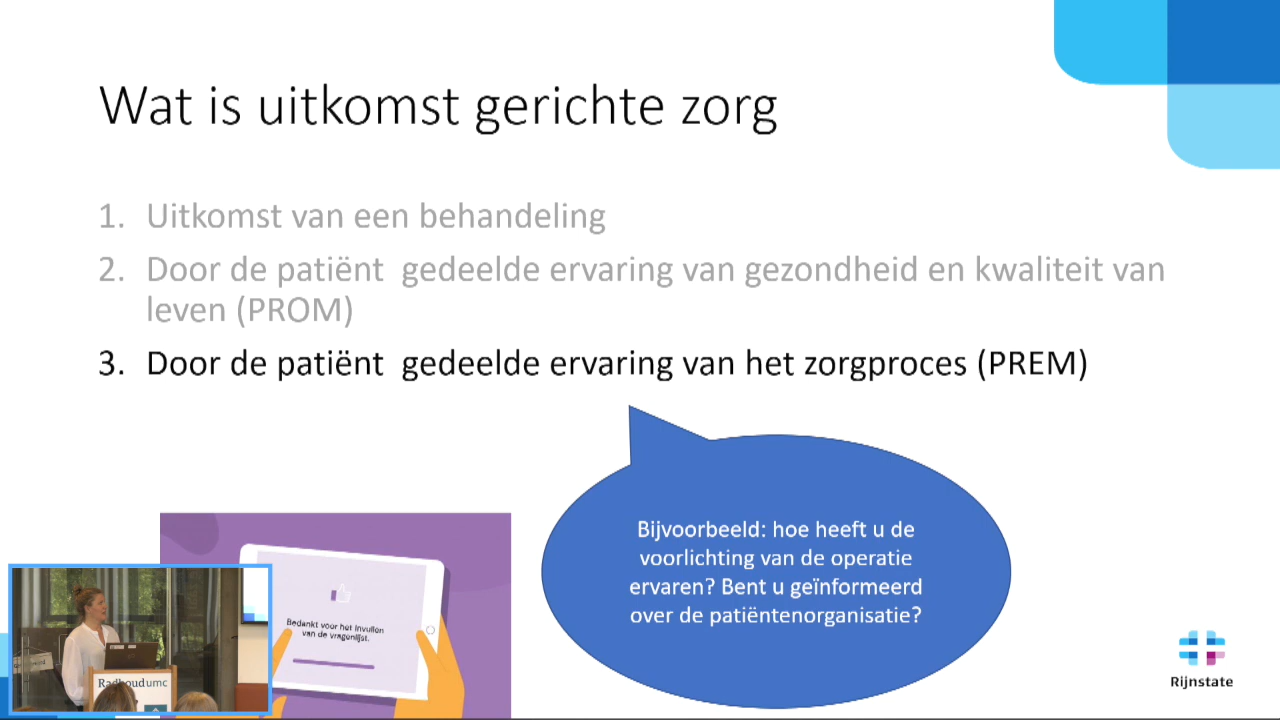 Wat is uitkomst gerichte zorg
1. Uitkomst van een behandeling
2. Door de patiënt gedeelde ervaring van gezondheid en kwaliteit van
leven (PROM)
3. Door de patiënt gedeelde ervaring van het zorgproces (PREM)
Bijvoorbeeld: hoe heeft u de
voorlichting van de operatie
ervaren? Bent u geïnformeerd
over de patiëntenorganisatie?
Bedankt voor het invullen
van de vragenlijst.
Radboudumc
Rijnstate